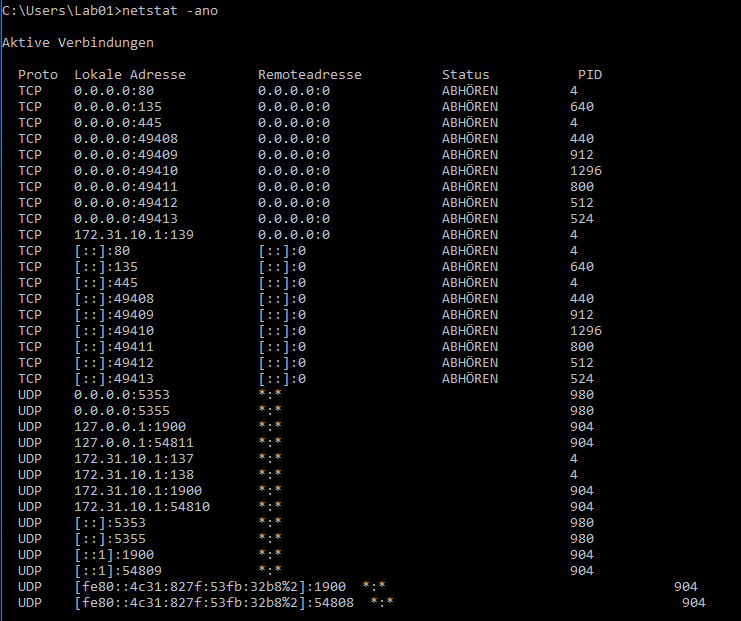 C:\Users\Lab01>netstat -ano
Aktive Verbindungen
Proto Lokale Adresse Remoteadresse Status PID
TCP 0.0.0.0:80 0.0.0.0:0 ABHÖREN 4
TCP 0.0.0.0:135 0.0.0.0:0 ABHÖREN 640
TCP 0.0.0.0:445 0.0.0.0:0 ABHÖREN 4
TCP 0.0.0.0:49408 0.0.0.0:0 ABHÖREN 440
TCP 0.0.0.0:49409 0.0.0.0:0 ABHÖREN 912
TCP 0.0.0.0:49410 0.0.0.0:0 ABHÖREN 1296
TCP 0.0.0.0:49411 0.0.0.0:0 ABHÖREN 800
TCP 0.0.0.0:49412 0.0.0.0:0 ABHÖREN 512
TCP 0.0.0.0:49413 0.0.0.0:0 ABHÖREN 524
TCP 172.31.10.1:139 0.0.0.0:0 ABHÖREN 4
TCP [::]:80 [::]:0 ABHÖREN 4
TCP [::]:135 [::]:0 ABHÖREN 640
TCP [::]:445 [::]:0 ABHÖREN 4
TCP [::]:49408 [::]:0 ABHÖREN 440
TCP [::]:49409 [::]:0 ABHÖREN 912
TCP [::]:49410 [::]:0 ABHÖREN 1296
TCP [::]:49411 [::]:0 ABHÖREN 800
TCP [::]:49412 [::]:0 ABHÖREN 512
TCP [::]:49413 [::]:0 ABHÖREN 524
UDP 0.0.0.0:5353 *:* 980
UDP 0.0.0.0:5355 *:* 980
UDP 127.0.0.1:1900 *:* 904
UDP 127.0.0.1:54811 *:* 904
UDP 172.31.10.1:137 *:* 4
UDP 172.31.10.1:138 *:* 4
UDP 172.31.10.1:1900 *:* 904
UDP 172.31.10.1:54810 *:* 904
UDP [::]:5353 *:* 980
UDP [::]:5355 *:* 980
UDP [::1]:1900 *:* 904
UDP [::1]:54809 *:* 904
UDP [fe80::4c31:827f:53fb:32b8%2]:1900 *:* 904
UDP [fe80::4c31:827f:53fb:32b8%2]:54808 *:* 904